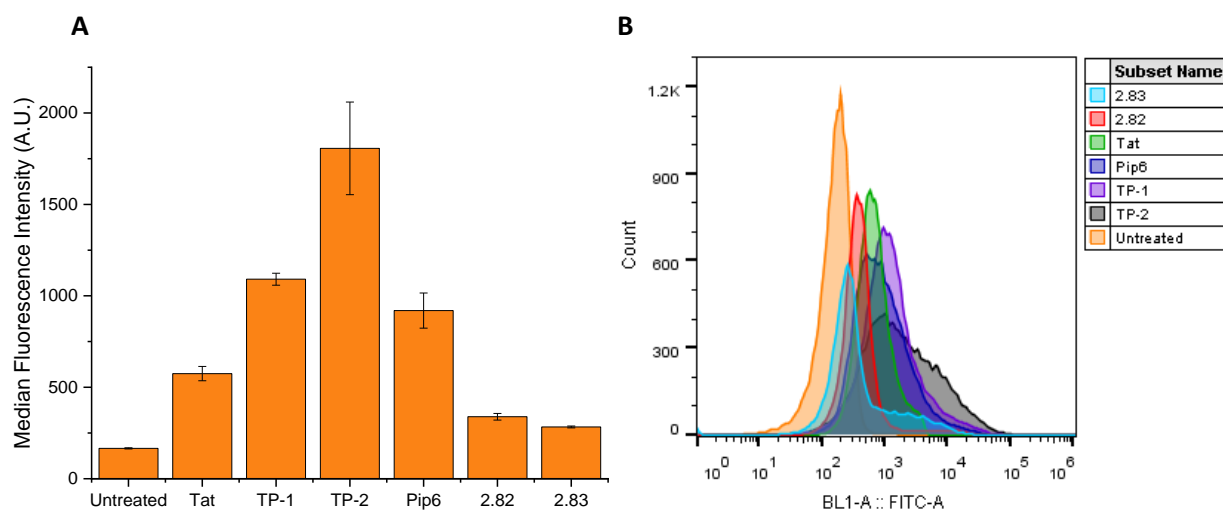 A
B
Median Fluorescence Intensity (A.U.)
2000
1500
1000
500
0
Untreated Tat TP-1 TP-2 Pip6 2.82 2.83
Count
1.2K
900
600
300
0
10^0 10^1 10^2 10^3 10^4 10^5 10^6
BL1-A :: FITC-A
Subset Name
2.83
2.82
Tat
Pip6
TP-1
TP-2
Untreated